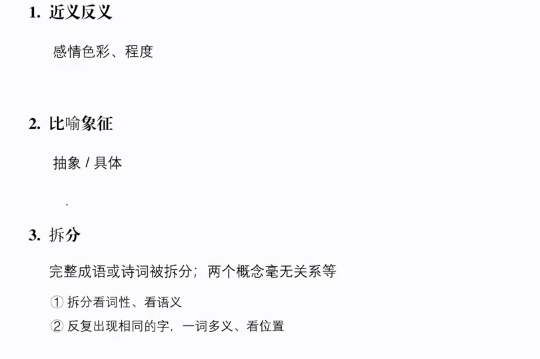 1. 近义反义
感情色彩、程度
2. 比喻象征
抽象 / 具体
3. 拆分
完整成语或诗词被拆分；两个概念毫无关系等
① 拆分看词性、看语义
② 反复出现相同的字，一词多义、看位置